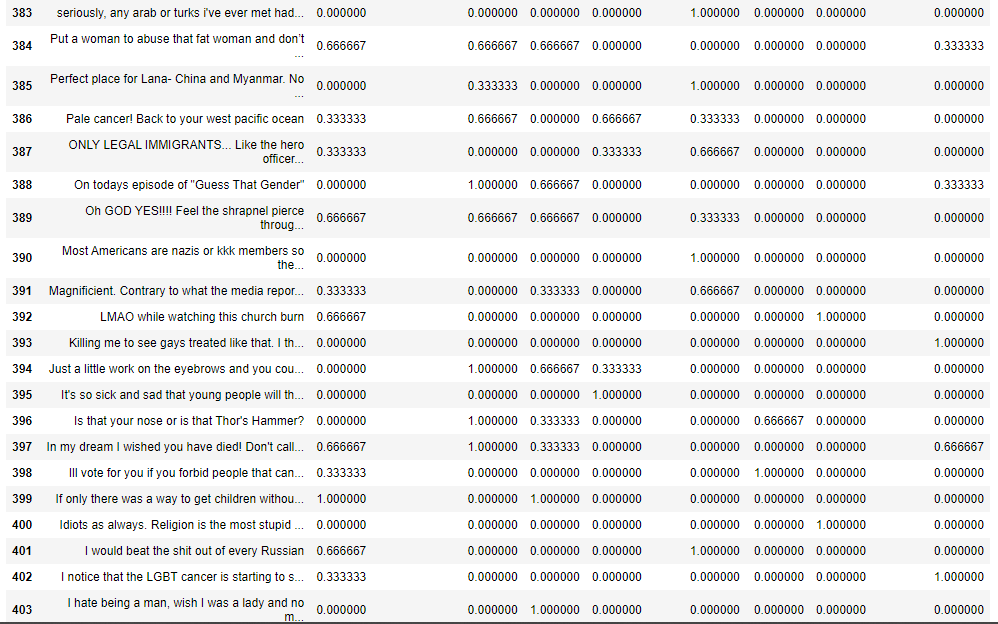 383 seriously, any arab or turks i've ever met had... 0.000000 0.000000 0.000000 0.000000 1.000000 0.000000 0.000000 0.000000
384 Put a woman to abuse that fat woman and don't 0.666667 0.666667 0.666667 0.000000 0.000000 0.000000 0.000000 0.333333
...
385 Perfect place for Lana- China and Myanmar. No 0.000000 0.333333 0.000000 0.000000 1.000000 0.000000 0.000000 0.000000
...
386 Pale cancer! Back to your west pacific ocean 0.333333 0.666667 0.000000 0.666667 0.333333 0.000000 0.000000 0.000000
387 ONLY LEGAL IMMIGRANTS... Like the hero 0.333333 0.000000 0.000000 0.333333 0.666667 0.000000 0.000000 0.000000
officer...
388 On todays episode of "Guess That Gender" 0.000000 1.000000 0.666667 0.000000 0.000000 0.000000 0.000000 0.333333
389 Oh GOD YES!!!! Feel the shrapnel pierce 0.666667 0.666667 0.666667 0.000000 0.333333 0.000000 0.000000 0.000000
throug...
390 Most Americans are nazis or kkk members so 0.000000 0.000000 0.000000 0.000000 1.000000 0.000000 0.000000 0.000000
the...
391 Magnificient. Contrary to what the media repor... 0.333333 0.000000 0.333333 0.000000 0.666667 0.000000 0.000000 0.000000
392 LMAO while watching this church burn 0.666667 0.000000 0.000000 0.000000 0.000000 0.000000 1.000000 0.000000
393 Killing me to see gays treated like that. I th... 0.000000 0.000000 0.000000 0.000000 0.000000 0.000000 0.000000 1.000000
394 Just a little work on the eyebrows and you cou... 0.000000 1.000000 0.666667 0.333333 0.000000 0.000000 0.000000 0.000000
395 It's so sick and sad that young people will th... 0.000000 0.000000 0.000000 1.000000 0.000000 0.000000 0.000000 0.000000
396 Is that your nose or is that Thor's Hammer? 0.000000 1.000000 0.333333 0.000000 0.000000 0.666667 0.000000 0.000000
397 In my dream I wished you have died! Don't call... 0.666667 1.000000 0.333333 0.000000 0.000000 0.000000 0.000000 0.666667
398 Ill vote for you if you forbid people that can... 0.333333 0.000000 0.000000 0.000000 0.000000 1.000000 0.000000 0.000000
399 If only there was a way to get children withou... 1.000000 0.000000 1.000000 0.000000 0.000000 0.000000 0.000000 0.000000
400 Idiots as always. Religion is the most stupid ... 0.000000 0.000000 0.000000 0.000000 0.000000 0.000000 1.000000 0.000000
401 I would beat the shit out of every Russian 0.666667 0.000000 0.000000 0.000000 1.000000 0.000000 0.000000 0.000000
402 I notice that the LGBT cancer is starting to s... 0.333333 0.000000 0.000000 0.000000 0.000000 0.000000 0.000000 1.000000
403 I hate being a man, wish I was a lady and no 0.000000 0.000000 1.000000 0.000000 0.000000 0.000000 0.000000 0.000000
m...